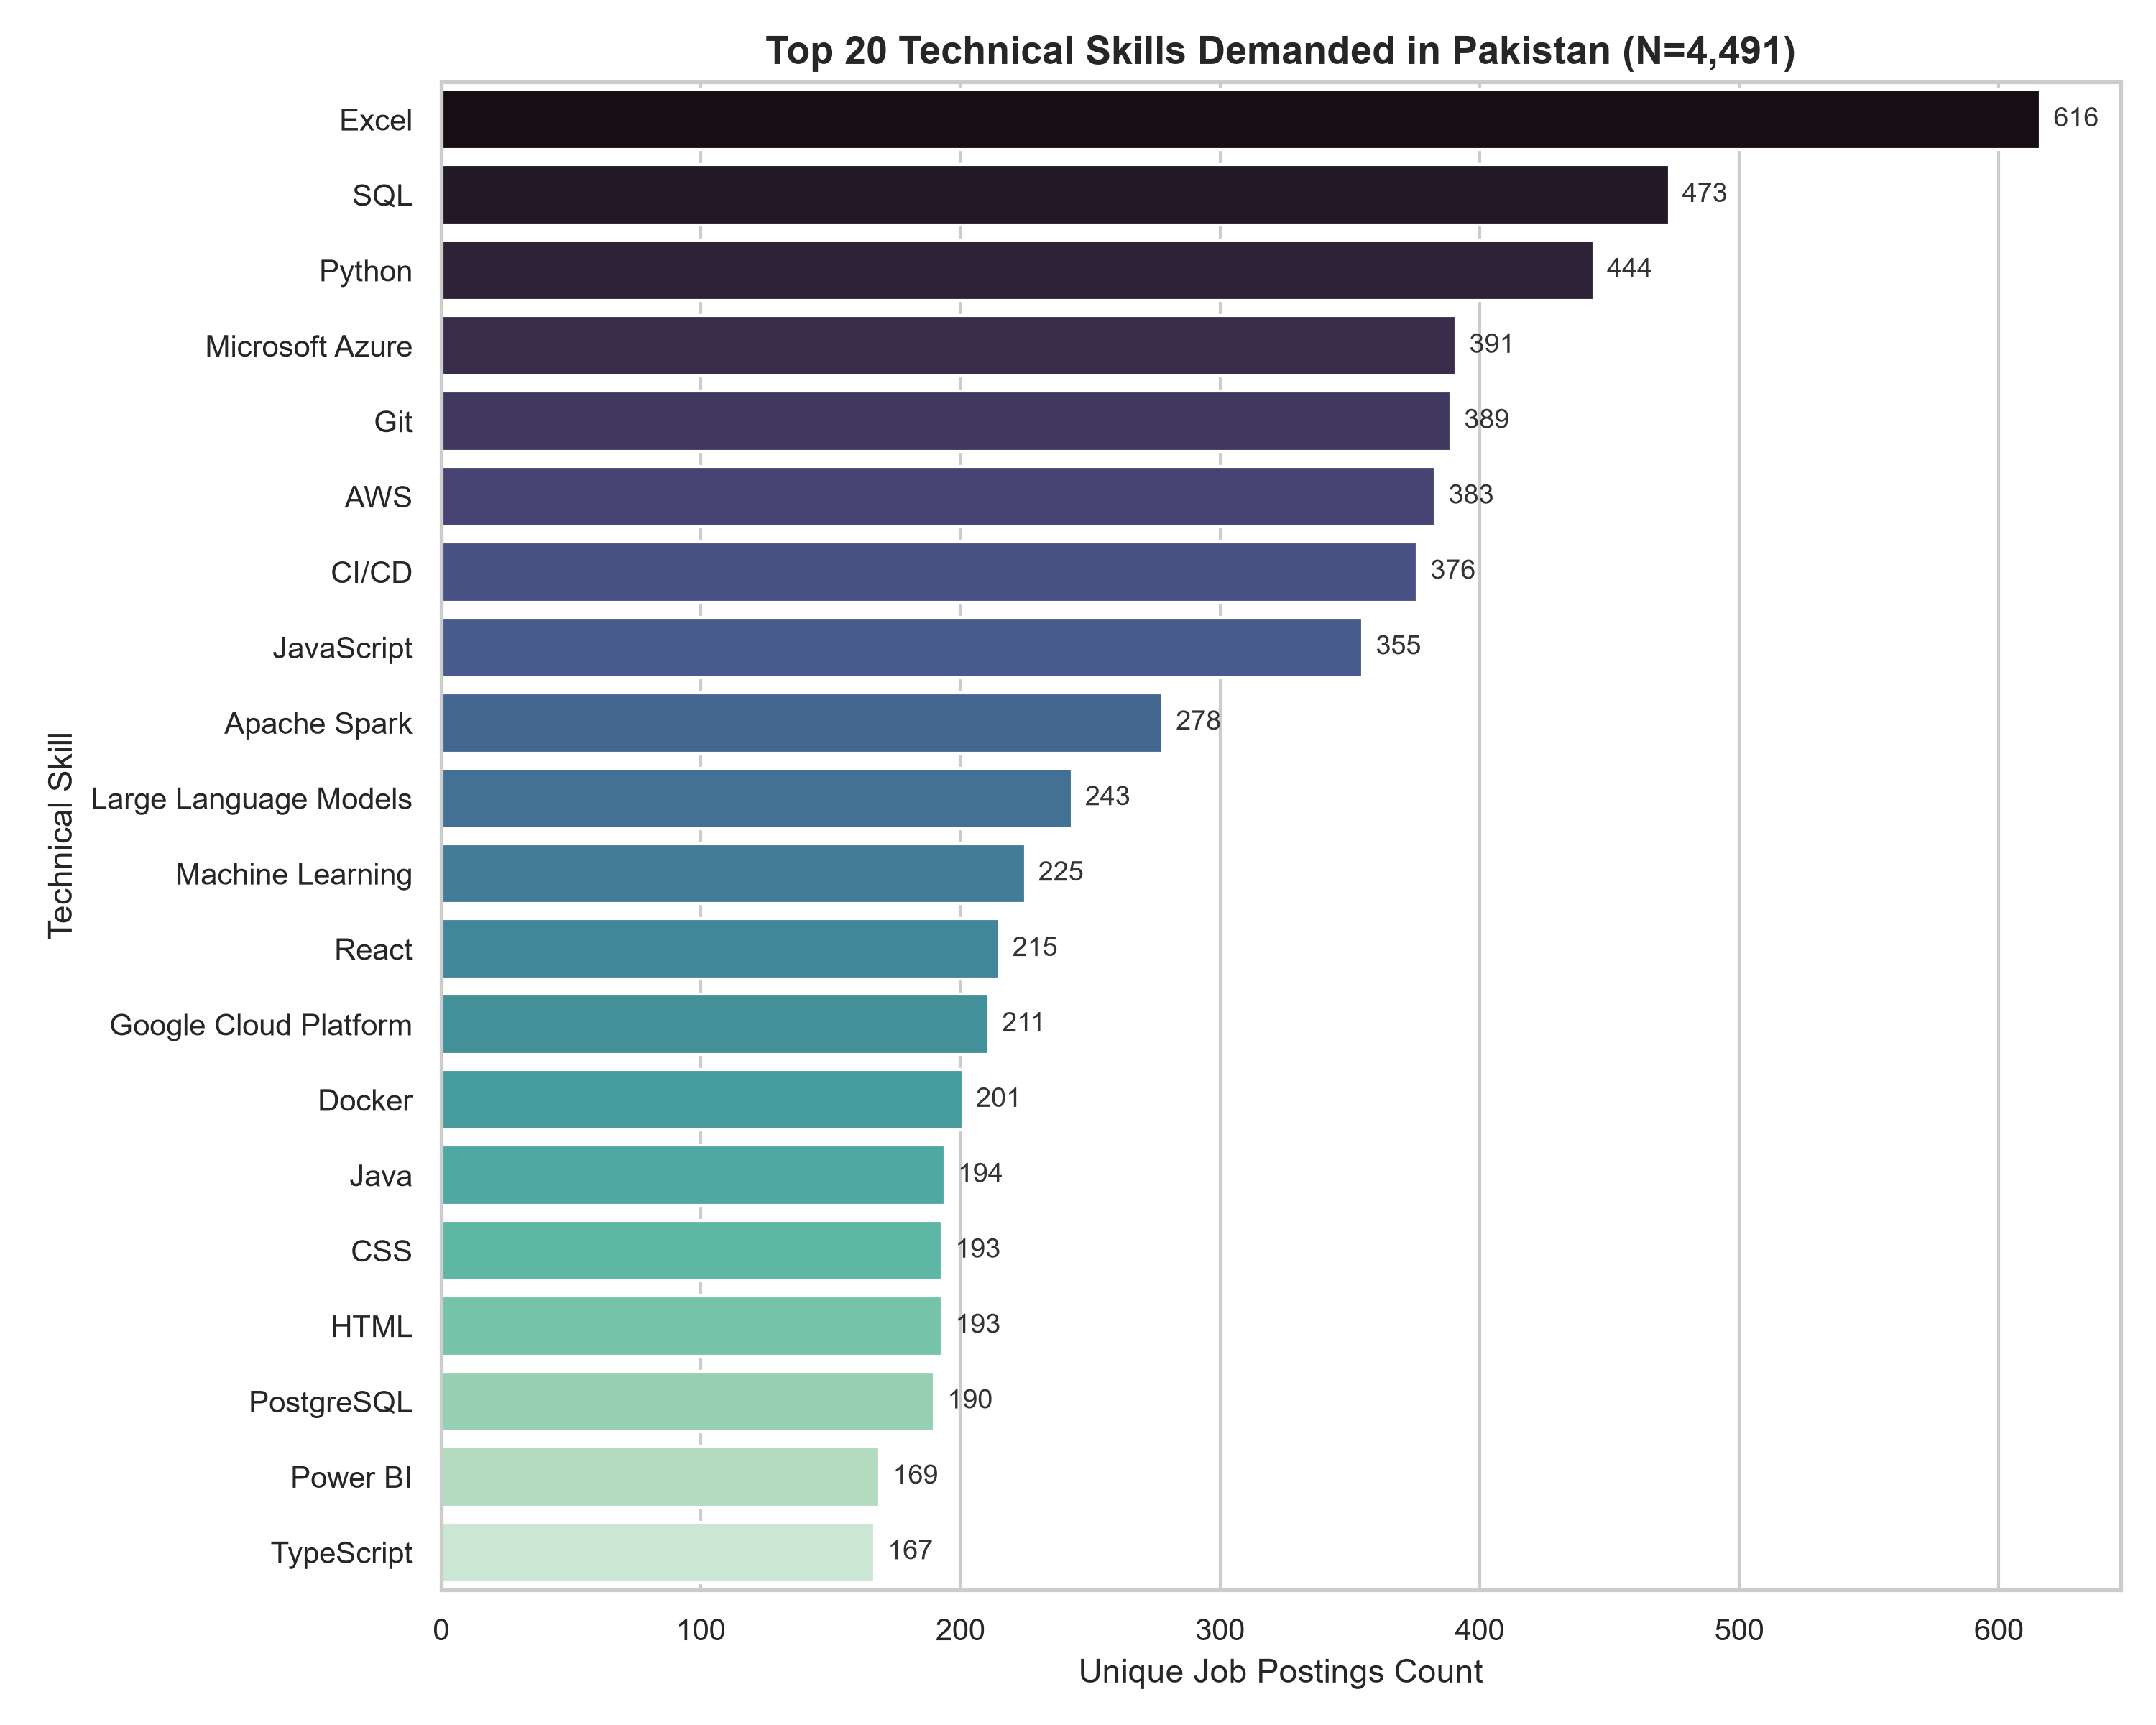 Top 20 Technical Skills Demanded in Pakistan (N=4,491)
Excel 616
SQL 473
Python 444
Microsoft Azure 391
Git 389
AWS 383
CI/CD 376
JavaScript 355
Apache Spark 278
Large Language Models 243
Machine Learning 225
React 215
Google Cloud Platform 211
Docker 201
Java 194
CSS 193
HTML 193
PostgreSQL 190
Power BI 169
TypeScript 167
0 100 200 300 400 500 600
Unique Job Postings Count
Technical Skill